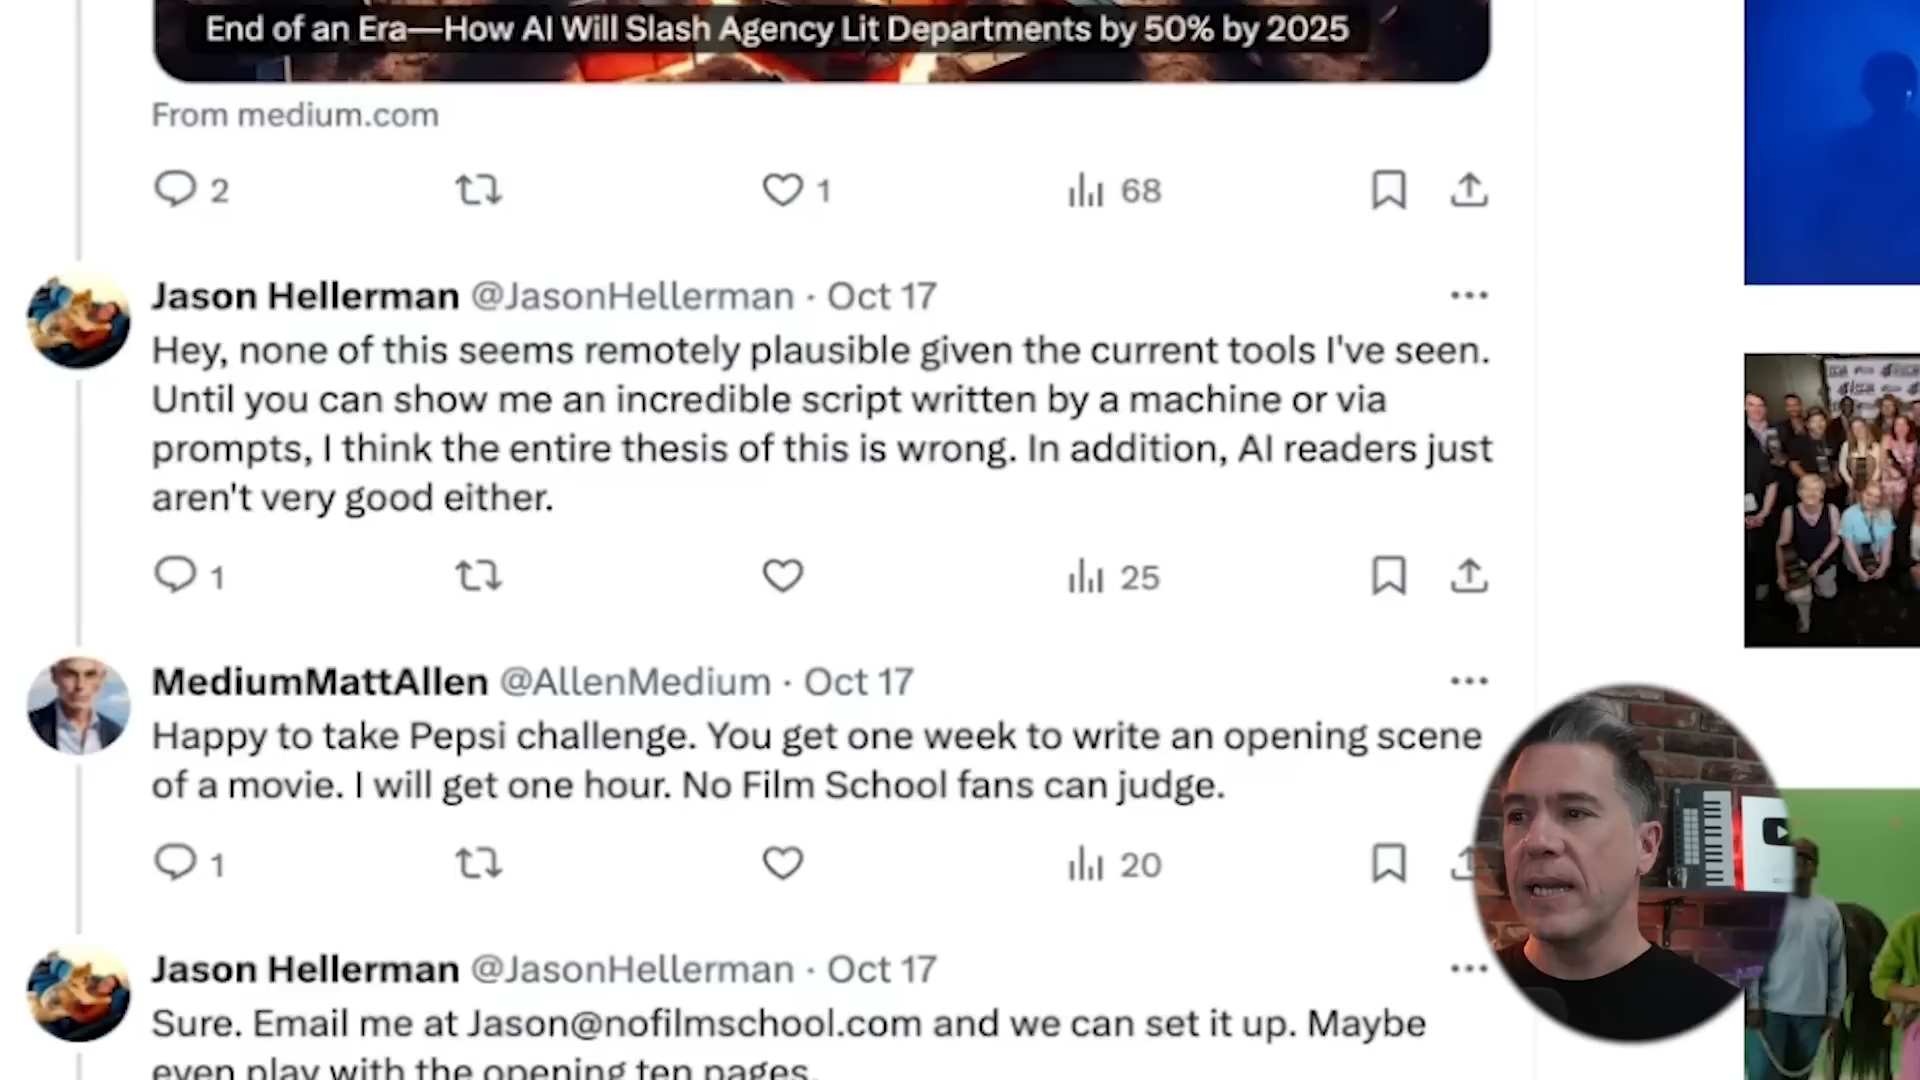 End of an Era—How AI Will Slash Agency Lit Departments by 50% by 2025
From medium.com
2 1 68
Jason Hellerman @JasonHellerman · Oct 17
Hey, none of this seems remotely plausible given the current tools I've seen.
Until you can show me an incredible script written by a machine or via
prompts, I think the entire thesis of this is wrong. In addition, AI readers just
aren't very good either.
1 25
MediumMattAllen @AllenMedium · Oct 17
Happy to take Pepsi challenge. You get one week to write an opening scene
of a movie. I will get one hour. No Film School fans can judge.
1 20
Jason Hellerman @JasonHellerman · Oct 17
Sure. Email me at Jason@nofilmschool.com and we can set it up. Maybe
even play with the opening ten pages.